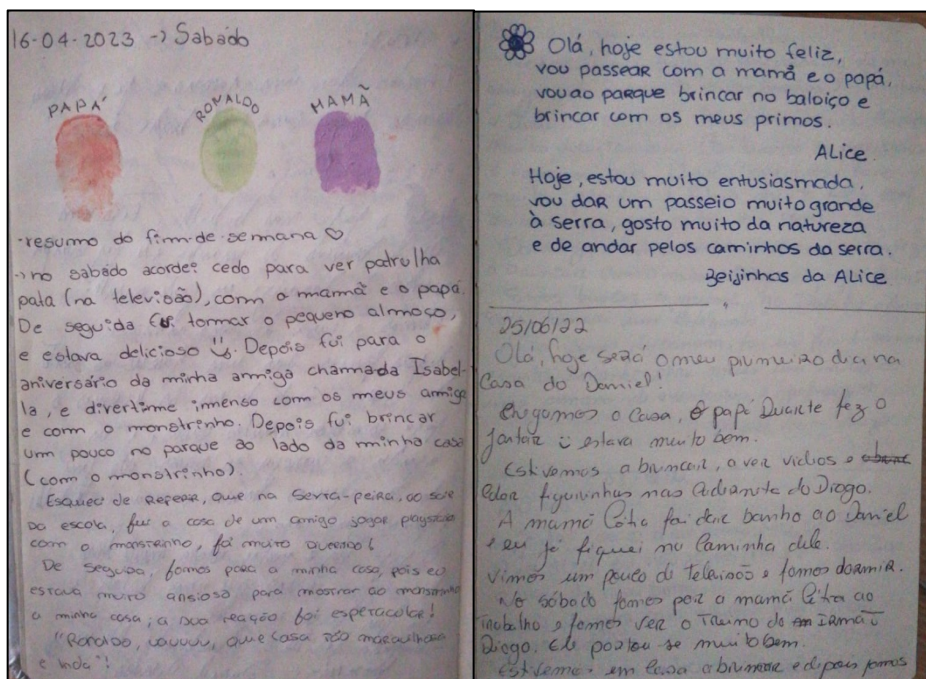 16-04-2023 -> Sabado
PAPÁ
RONALDO
MAMÃ
-resumo do fim-de-semana ♡
-> no sabado acordei cedo para ver patrulha
pata (na televisão), com a mamã e o papa.
De seguida fui tormar o pequeno almoço,
e estava delicioso. Depois fui para o
aniversário da minha amiga chamada Isabel-
la, e divertime imenso com os meus amigos
e com o monstrinho. Depois fui brincar
um pouco no parque ao lado da minha casa
(com o monstrinho).
Esqueci de referir, que na sexta-feira, ao sair
da escola, fui a casa de um amigo jogar playstation
com o monstrinho, foi muito divertido!
De seguida, fomos para a minha casa, pois eu
estava muito ansioso para mostrar ao monstrinho
a minha casa, a sua reação foi espetacular!
"Ronaldo, uauuu, que casa tão maravilhosa
e linda"!
Olá, hoje estou muito feliz,
vou passear com a mamã e o papá,
vou ao parque brincar no baloiço e
brincar com os meus primos.
Alice
Hoje, estou muito entusiasmada,
vou dar um passeio muito grande
à serra, gosto muito da natureza
e de andar pelos caminhos da serra.
Beijinhos da Alice
25/06/22
Olá, hoje será o meu primeiro dia na
Casa do Daniel!
Chegamos a Casa, o papá Duarte fez o
jantar e estava muito bem.
Estivemos a brincar, a ver videos e
colar figurinhas na caderneta do Diogo.
A mamã foi dar banho ao Daniel
e eu já fiquei na caminha dele.
Vimos um pouco de televisão e fomos dormir.
No sábado fomos por a mamã ao
trabalho e fomos ver o Treino do Irmão
Diogo. Ele portou se muito bem.
Estivemos em casa a brincar e depois fomos